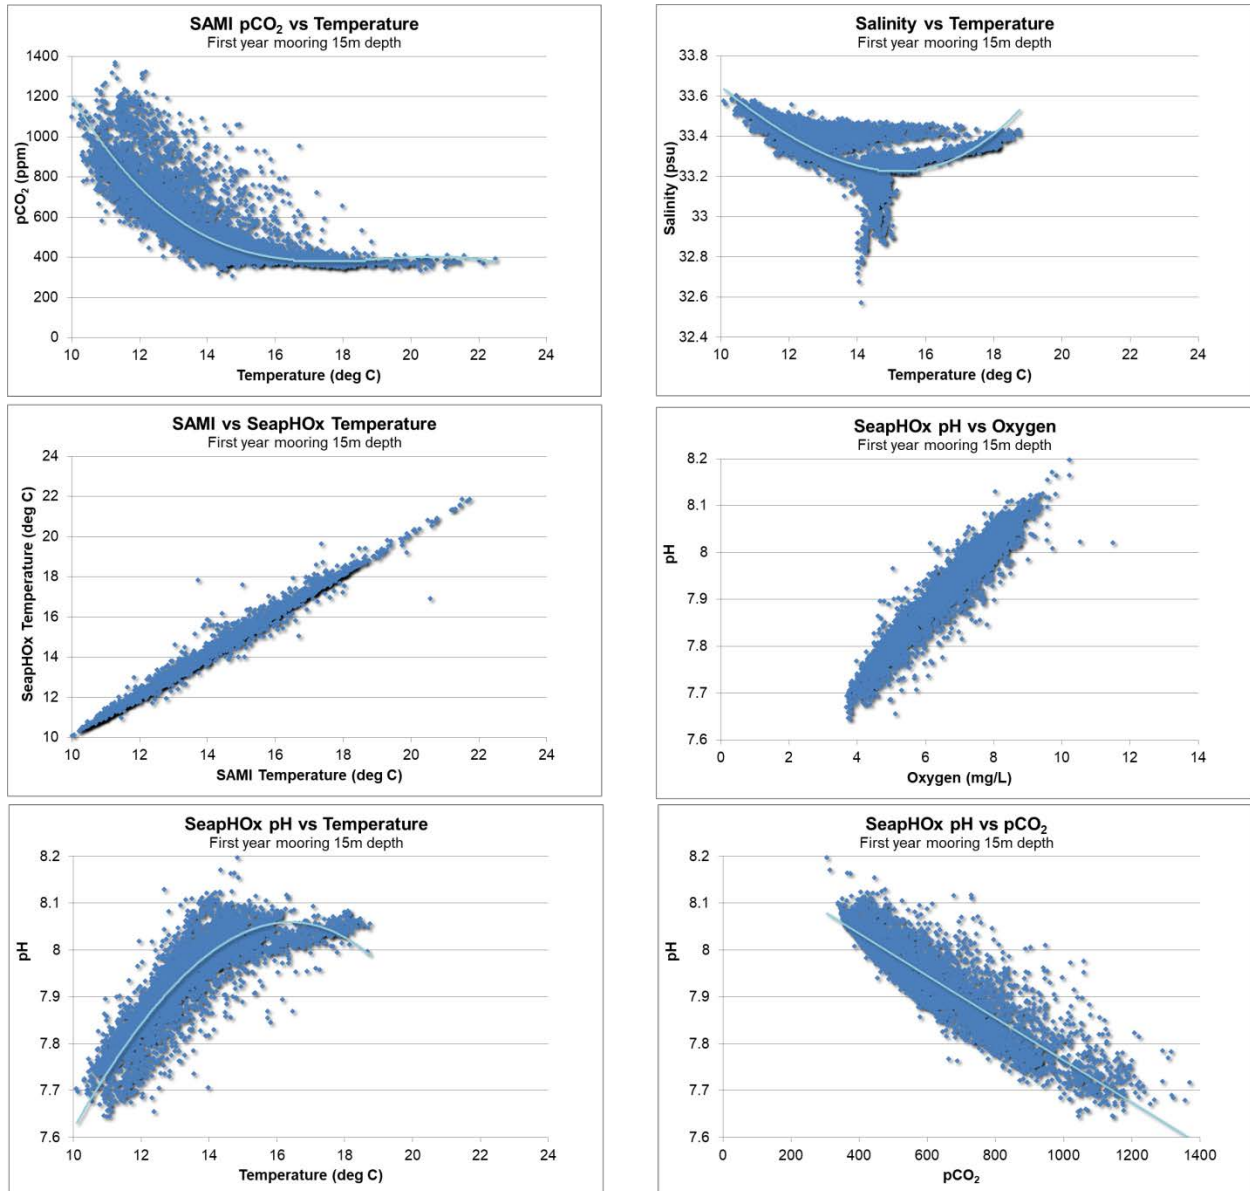 SAMI pCO₂ vs Temperature
First year mooring 15m depth
1400
1200
1000
800
600
400
200
0
pCO₂ (ppm)
10 12 14 16 18 20 22 24
Temperature (deg C)
Salinity vs Temperature
First year mooring 15m depth
33.8
33.6
33.4
33.2
33
32.8
32.6
32.4
Salinity (psu)
10 12 14 16 18 20 22 24
Temperature (deg C)
SAMI vs SeapHOx Temperature
First year mooring 15m depth
24
22
20
18
16
14
12
10
SeapHOx Temperature (deg C)
10 12 14 16 18 20 22 24
SAMI Temperature (deg C)
SeapHOx pH vs Oxygen
First year mooring 15m depth
8.2
8.1
8
7.9
7.8
7.7
7.6
pH
0 2 4 6 8 10 12 14
Oxygen (mg/L)
SeapHOx pH vs Temperature
First year mooring 15m depth
8.2
8.1
8
7.9
7.8
7.7
7.6
pH
10 12 14 16 18 20 22 24
Temperature (deg C)
SeapHOx pH vs pCO₂
First year mooring 15m depth
8.2
8.1
8
7.9
7.8
7.7
7.6
pH
0 200 400 600 800 1000 1200 1400
pCO₂